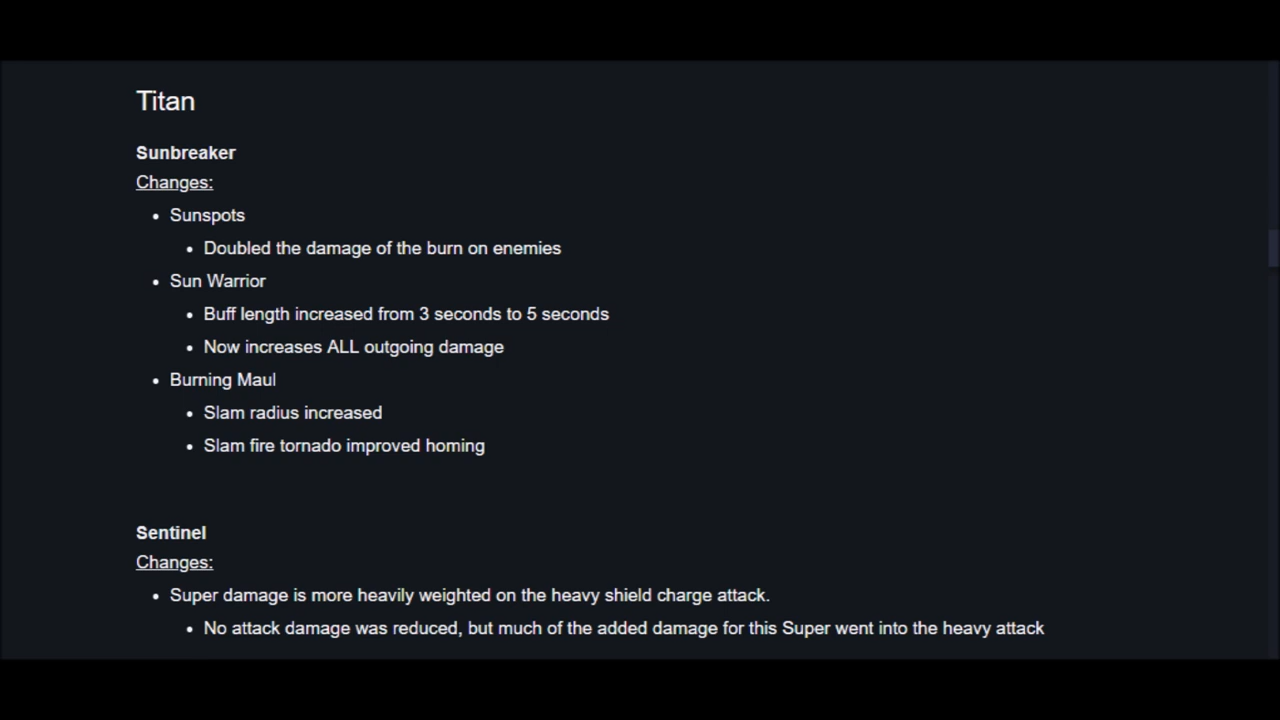 Titan
Sunbreaker
Changes:
• Sunspots
• Doubled the damage of the burn on enemies
• Sun Warrior
• Buff length increased from 3 seconds to 5 seconds
• Now increases ALL outgoing damage
• Burning Maul
• Slam radius increased
• Slam fire tornado improved homing
Sentinel
Changes:
• Super damage is more heavily weighted on the heavy shield charge attack.
• No attack damage was reduced, but much of the added damage for this Super went into the heavy attack